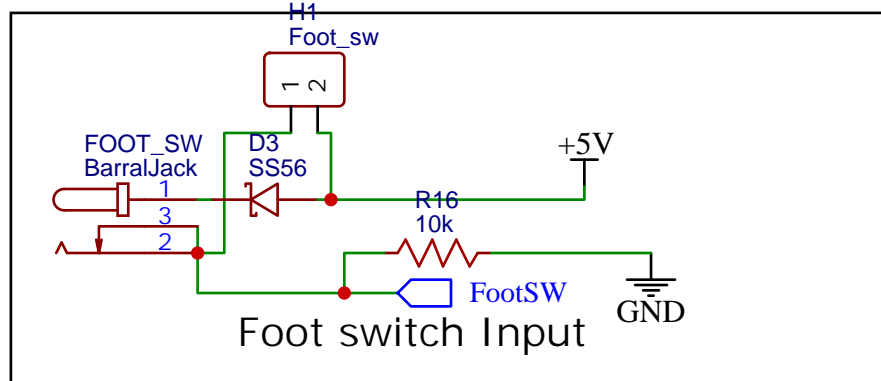 H1
Foot_sw
1 2
FOOT_SW
BarralJack
D3
SS56
+5V
1
3
2
R16
10k
FootSW
GND
Foot switch Input